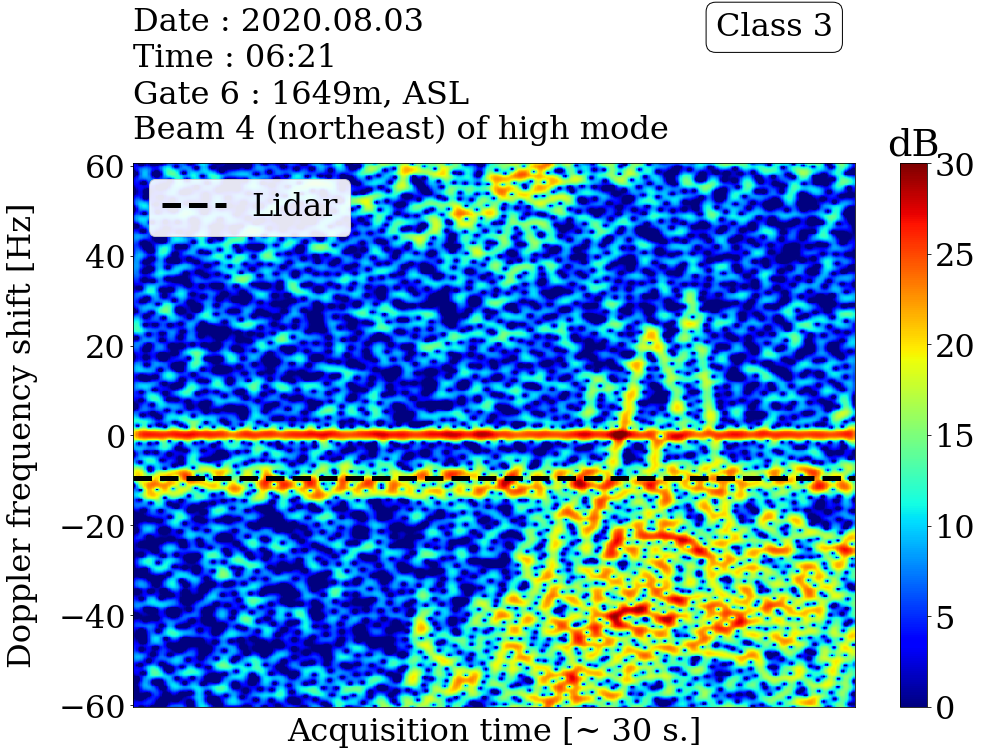 Date : 2020.08.03
Time : 06:21
Gate 6 : 1649m, ASL
Beam 4 (northeast) of high mode
Class 3
dB
Lidar
Doppler frequency shift [Hz]
60
40
20
0
−20
−40
−60
30
25
20
15
10
5
0
Acquisition time [~ 30 s.]